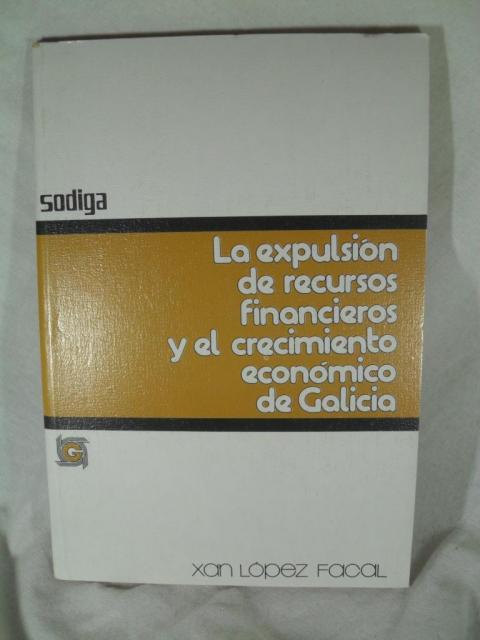 sodiga
La expulsión
de recursos
financieros
y el crecimiento
económico
de Galicia
G
xan López Facal